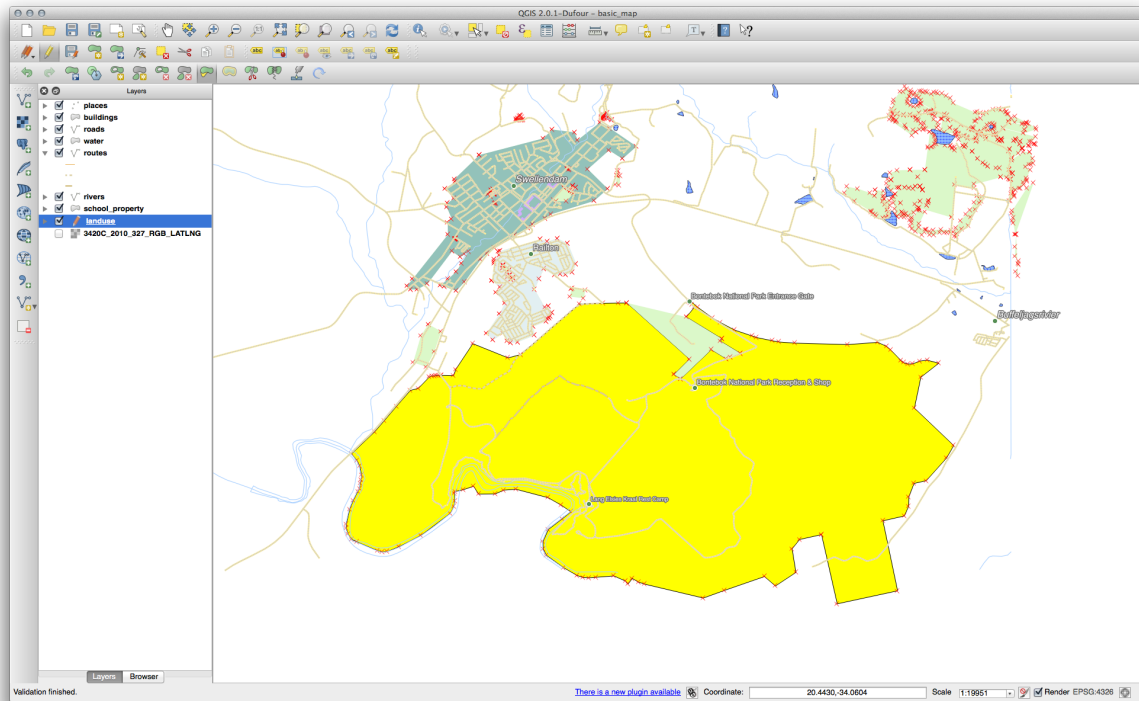 QGIS 2.0.1-Dufour – basic_map
Layers
places
buildings
roads
water
routes
rivers
school_property
landuse
3420C_2010_327_RGB_LATLNG
Swellendam
Railton
Bontebok National Park Entrance Gate
Buffeljagsrivier
Bontebok National Park Reception & Shop
Lang Elsies Kraal Rest Camp
Layers
Browser
Validation finished.
There is a new plugin available
Coordinate:
20.4430,-34.0604
Scale
1:19951
Render
EPSG:4326